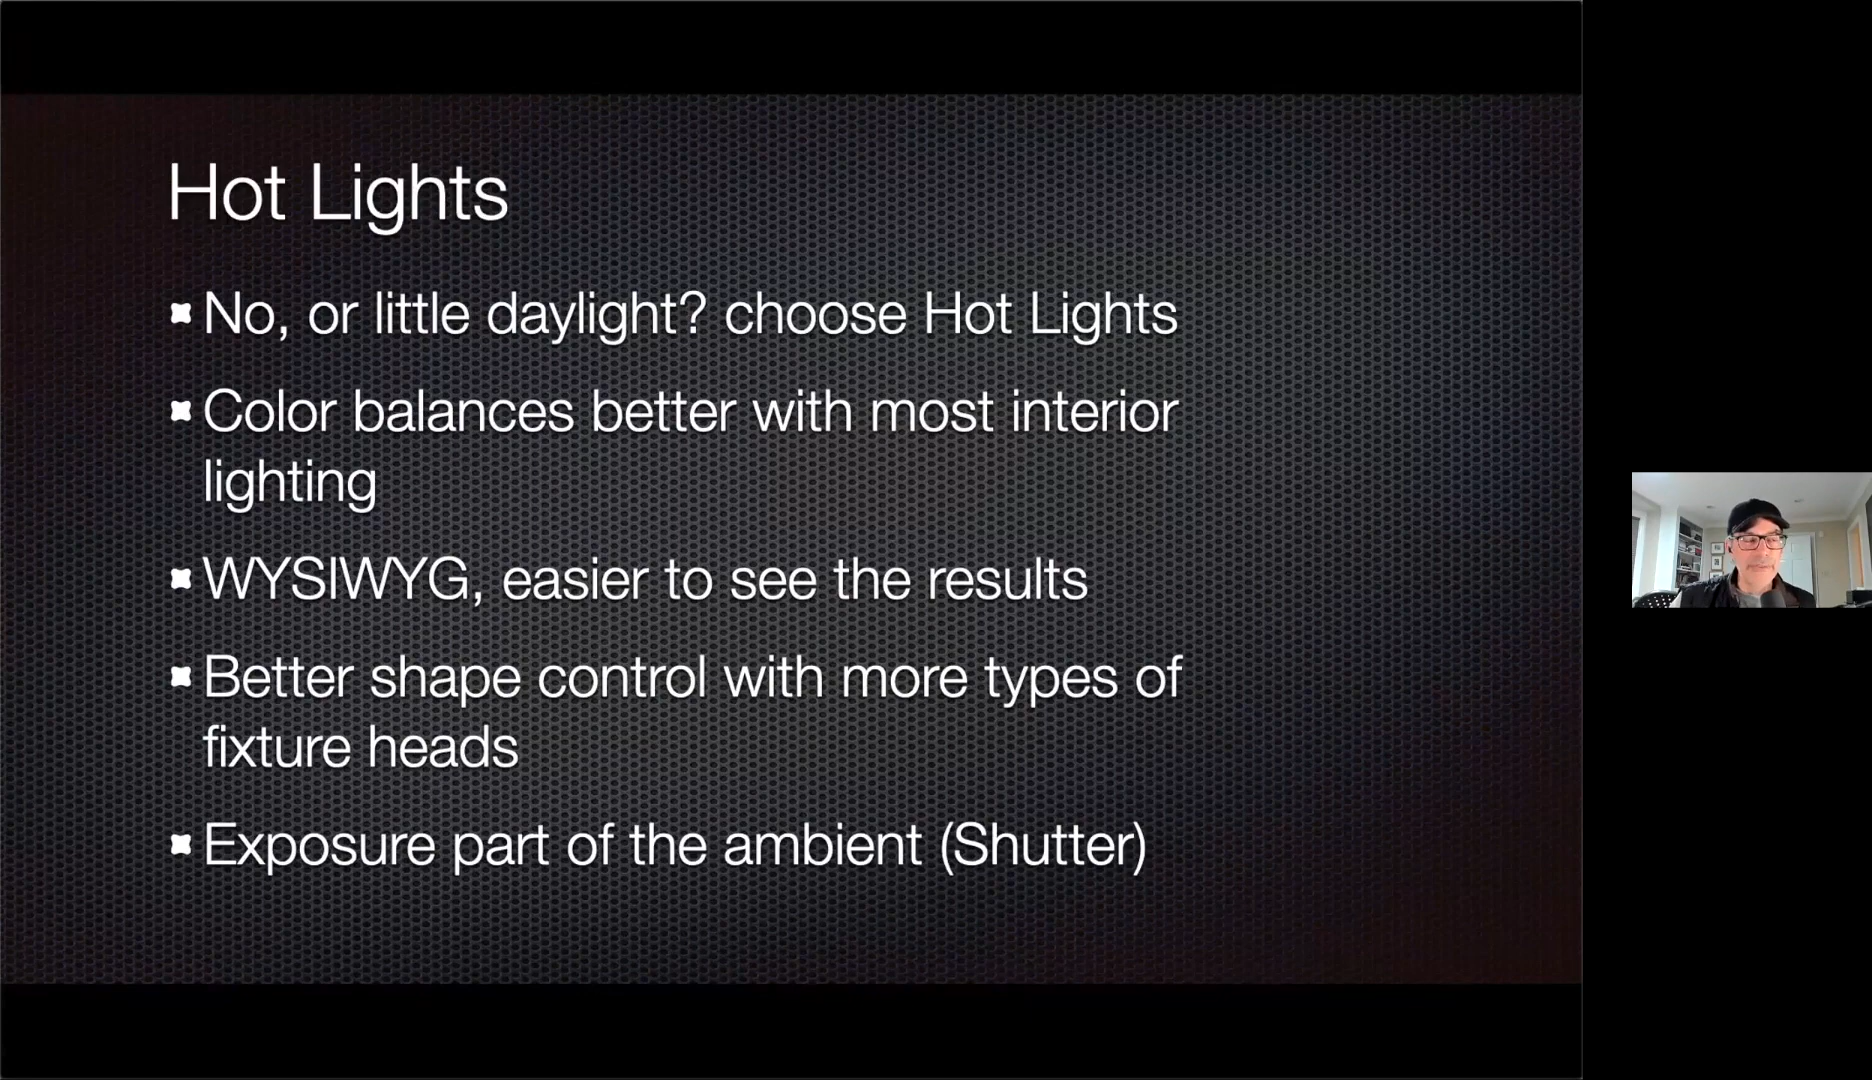 Hot Lights
No, or little daylight? choose Hot Lights
Color balances better with most interior
lighting
WYSIWYG, easier to see the results
Better shape control with more types of
fixture heads
Exposure part of the ambient (Shutter)